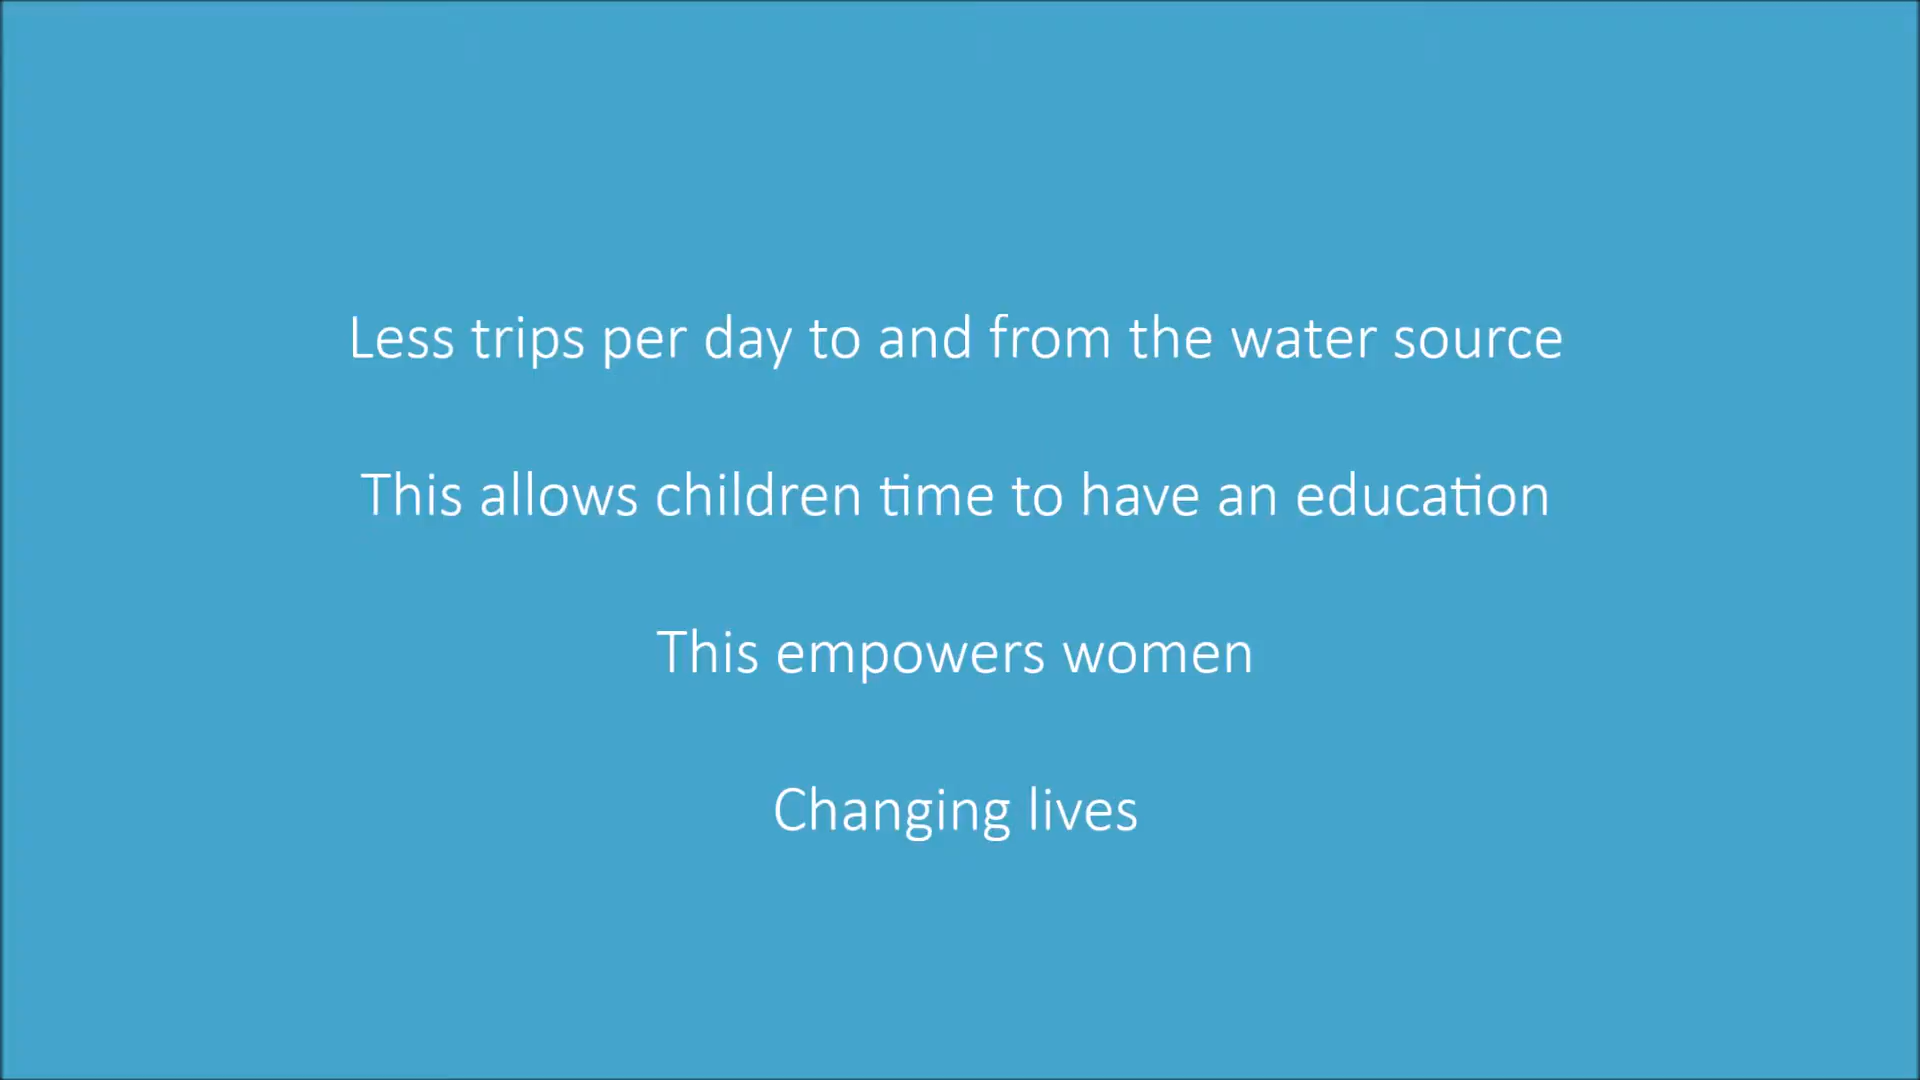 Less trips per day to and from the water source
This allows children time to have an education
This empowers women
Changing lives